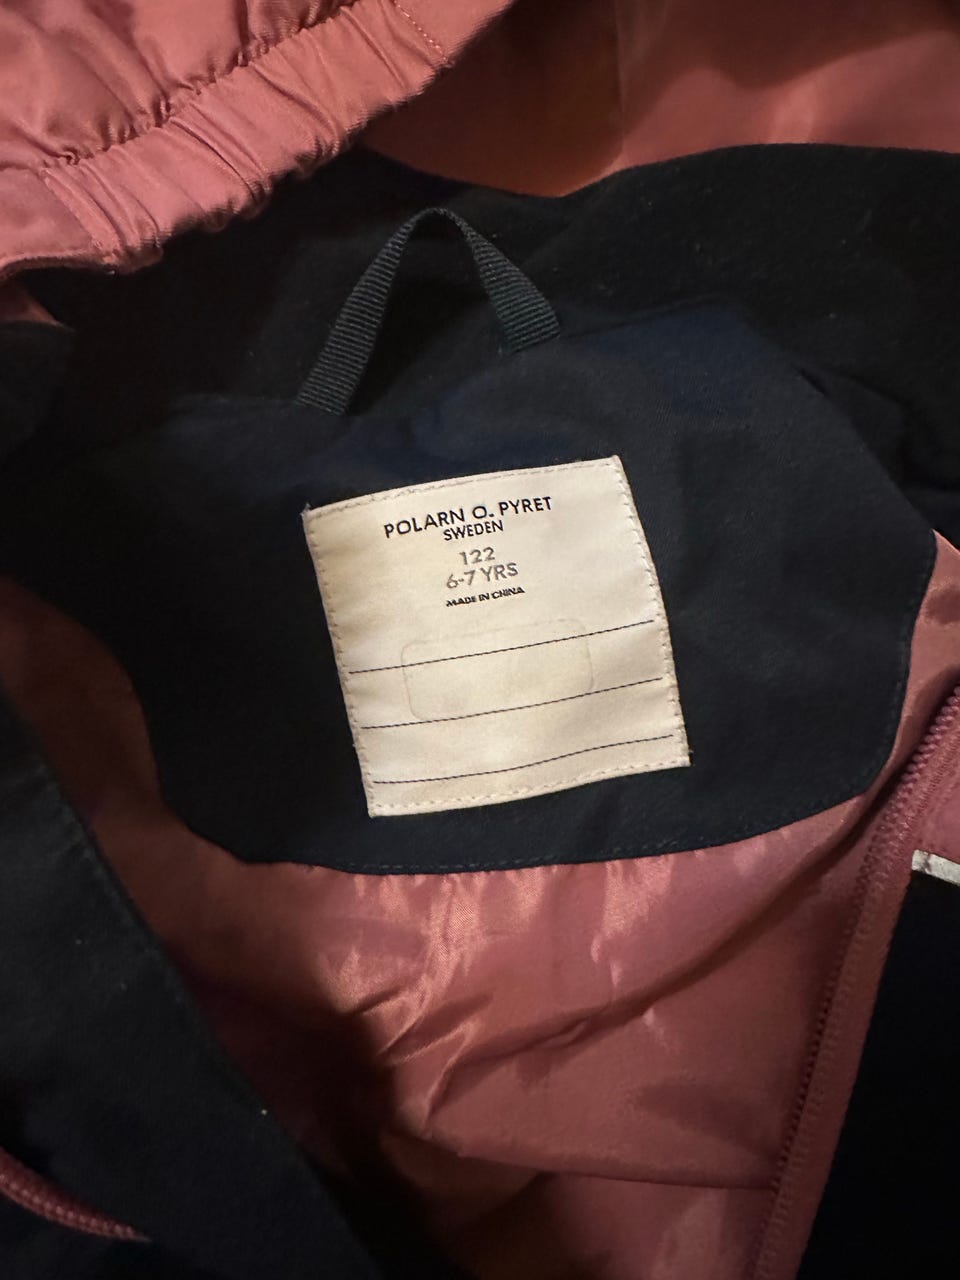 POLARN O. PYRET
SWEDEN
122
6-7 YRS
MADE IN CHINA